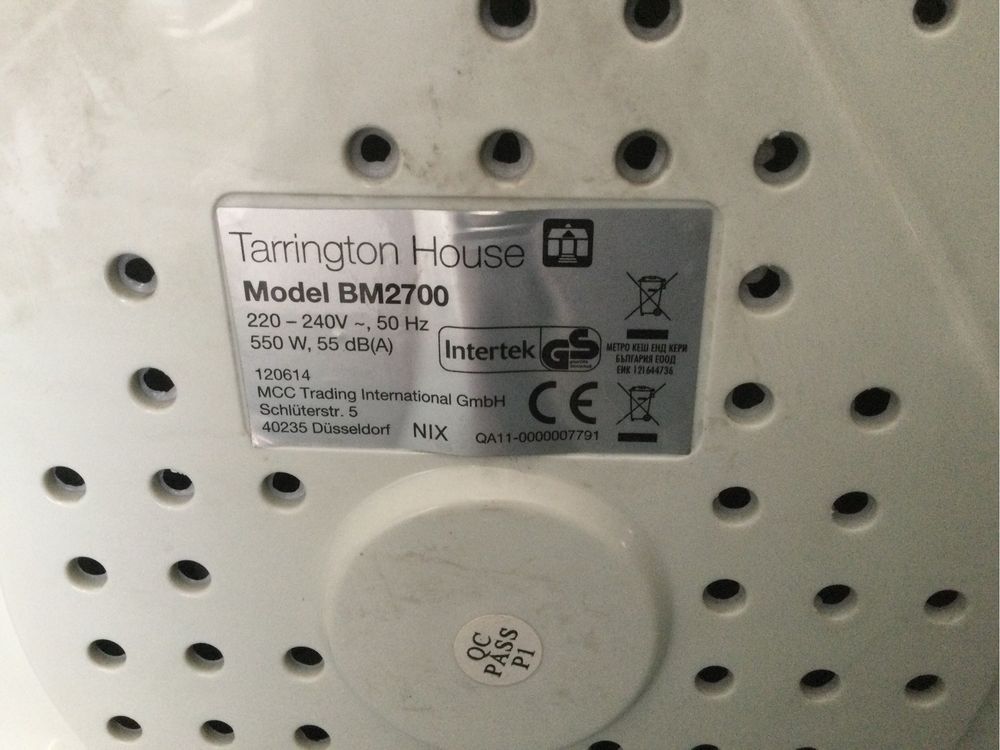 Tarrington House
Model BM2700
220 – 240V ~, 50 Hz
550 W, 55 dB(A)
Intertek GS
МЕТРО КЕШ ЕНД КЕРИ
БЪЛГАРИЯ ЕООД
ЕИК 121644736
120614
MCC Trading International GmbH
Schlüterstr. 5
40235 Düsseldorf
NIX
CE
QA11-0000007791
QC
PASS
P1